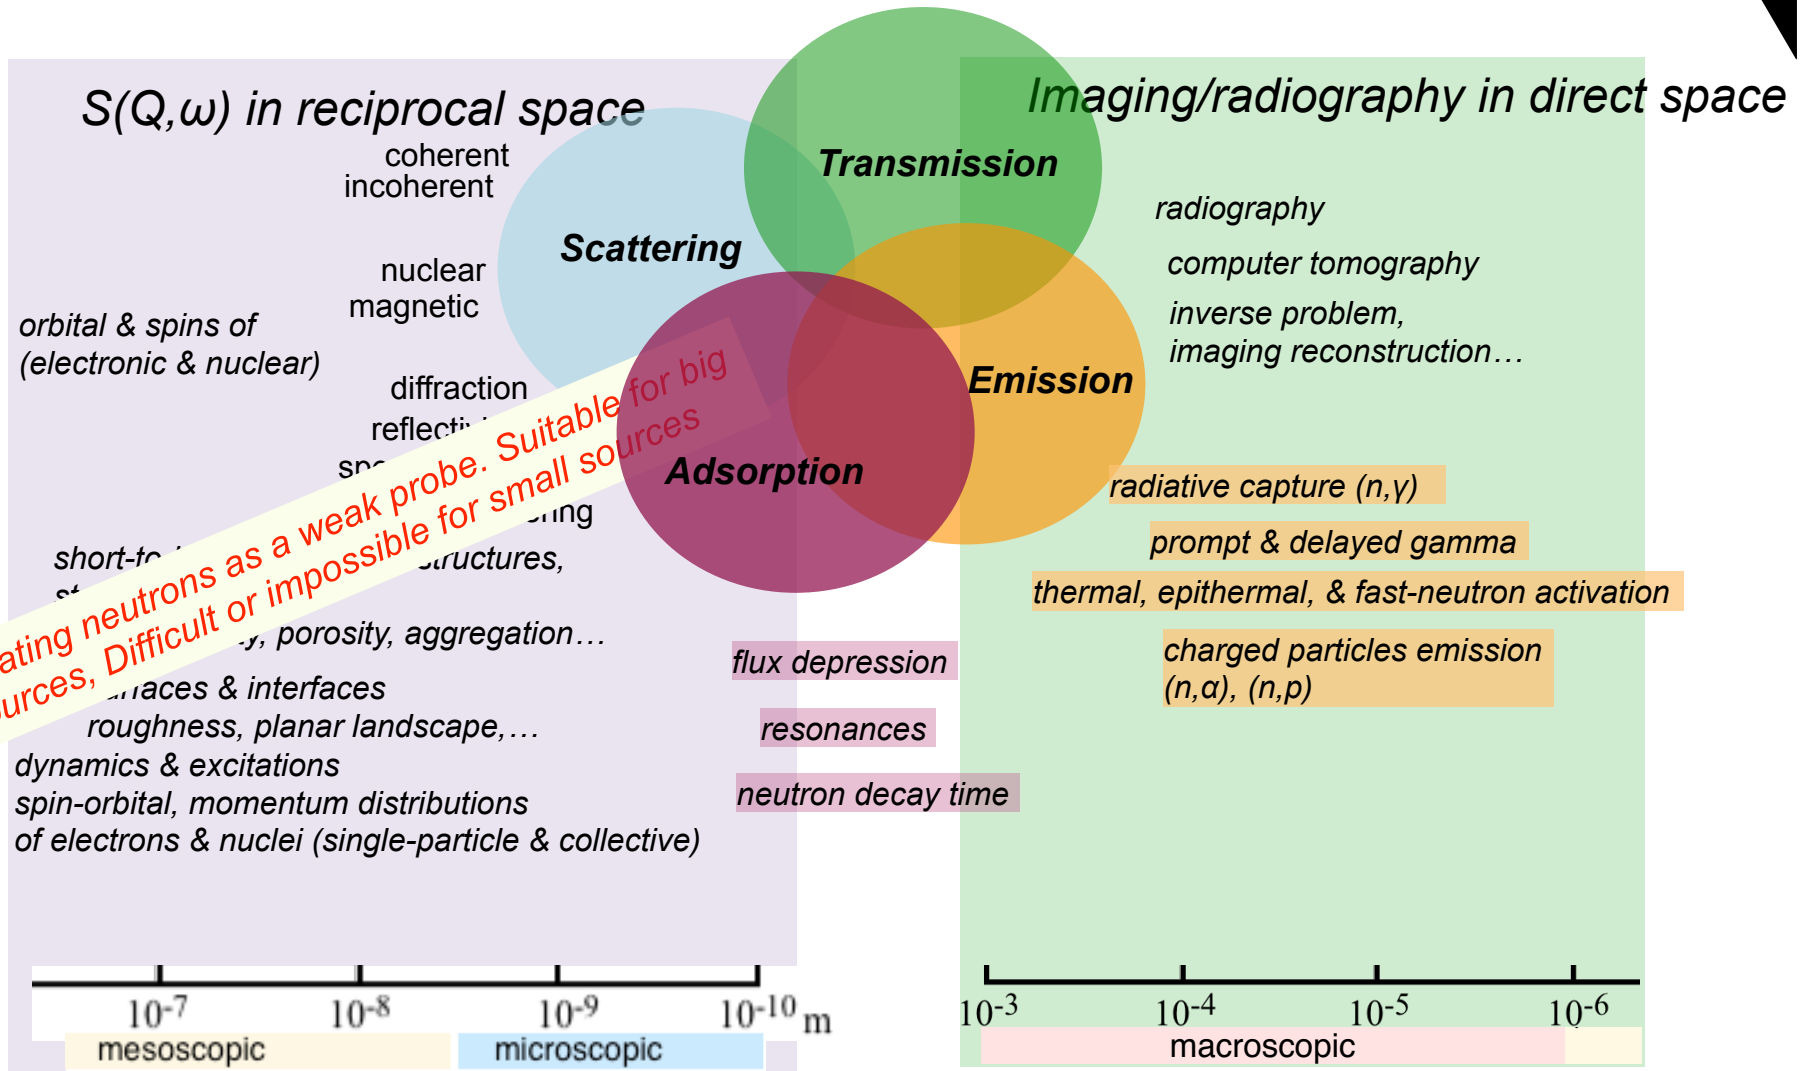 S(Q,ω) in reciprocal space
coherent
incoherent
nuclear
magnetic
orbital & spins of
(electronic & nuclear)
diffraction
Scattering
Transmission
Emission
Adsorption
neutrons as a weak probe. Suitable for big
Difficult or impossible for small sources
structures,
porosity, aggregation…
& interfaces
roughness, planar landscape,…
dynamics & excitations
spin-orbital, momentum distributions
of electrons & nuclei (single-particle & collective)
flux depression
resonances
neutron decay time
Imaging/radiography in direct space
radiography
computer tomography
inverse problem,
imaging reconstruction…
radiative capture (n,γ)
prompt & delayed gamma
thermal, epithermal, & fast-neutron activation
charged particles emission
(n,α), (n,p)
10⁻⁷ 10⁻⁸ 10⁻⁹ 10⁻¹⁰ m
mesoscopic microscopic
10⁻³ 10⁻⁴ 10⁻⁵ 10⁻⁶
macroscopic